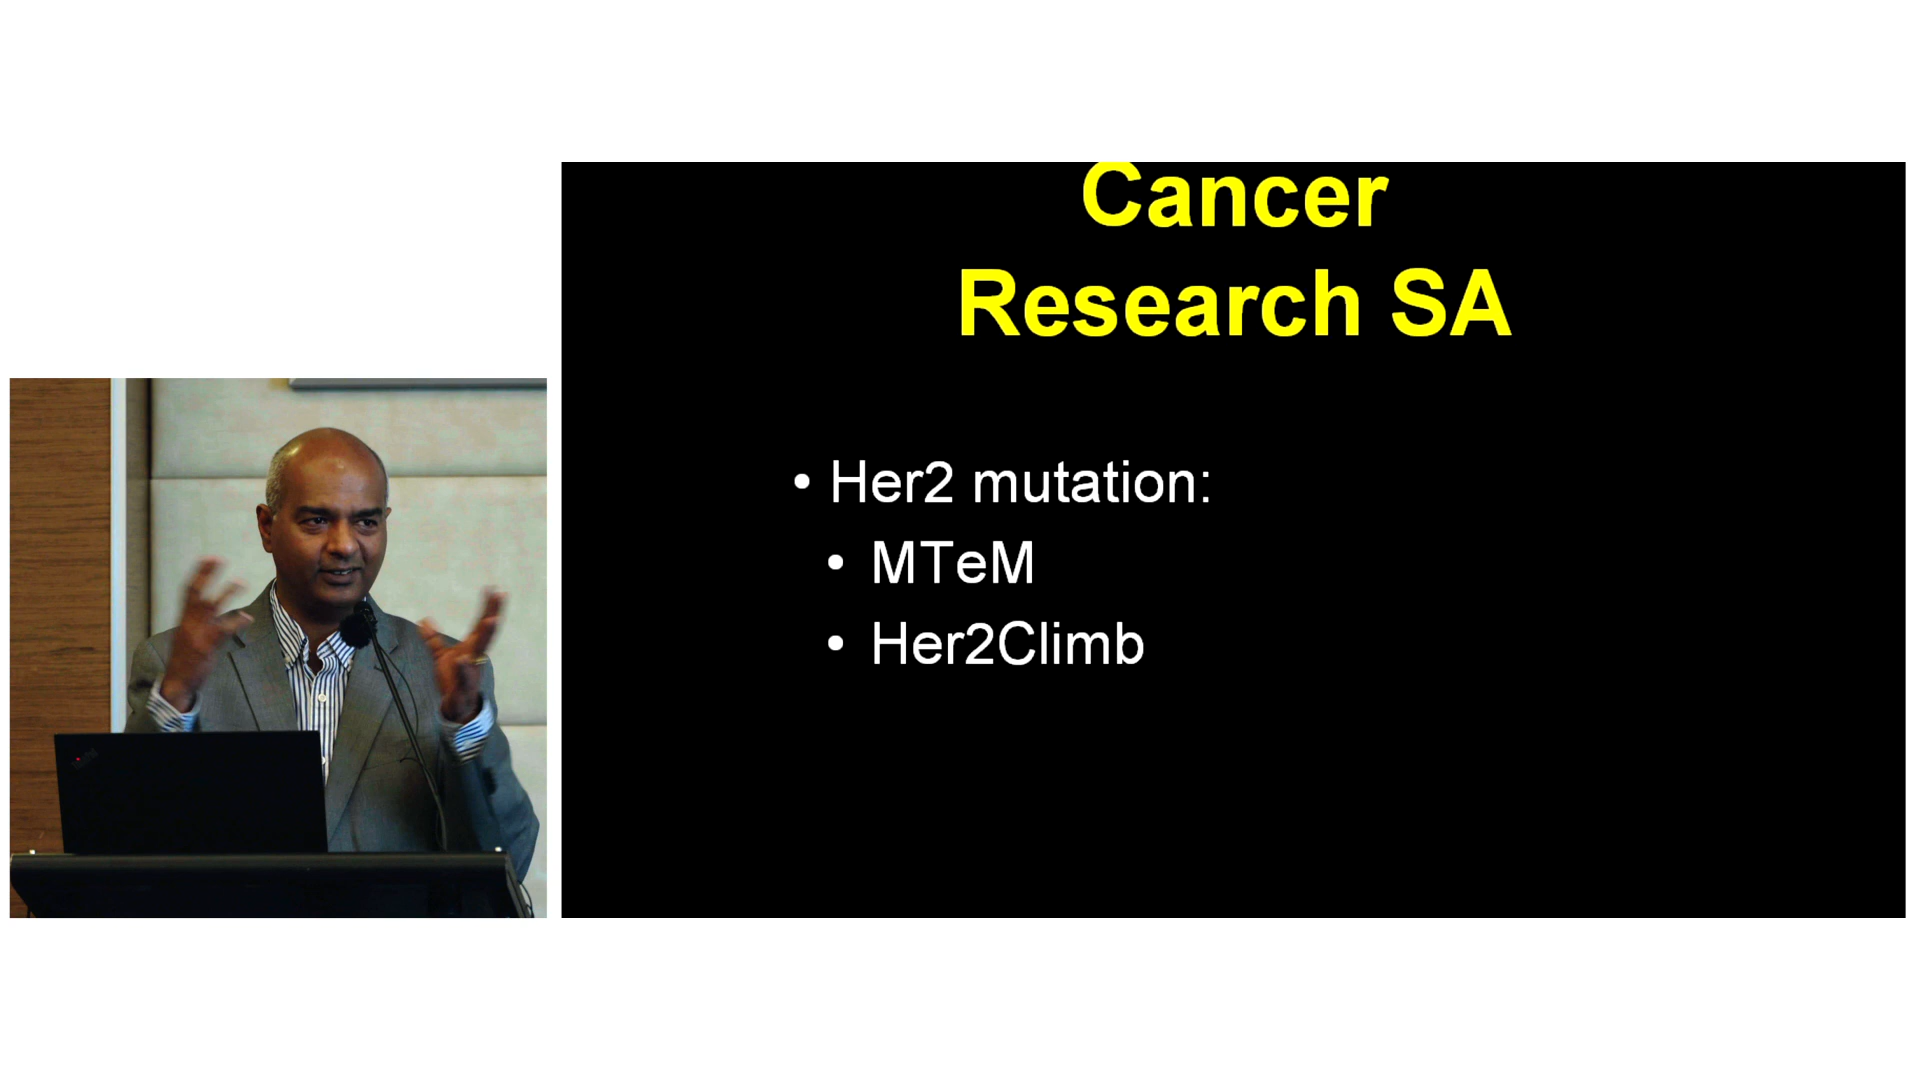 Cancer
Research SA
• Her2 mutation:
• MTeM
• Her2Climb